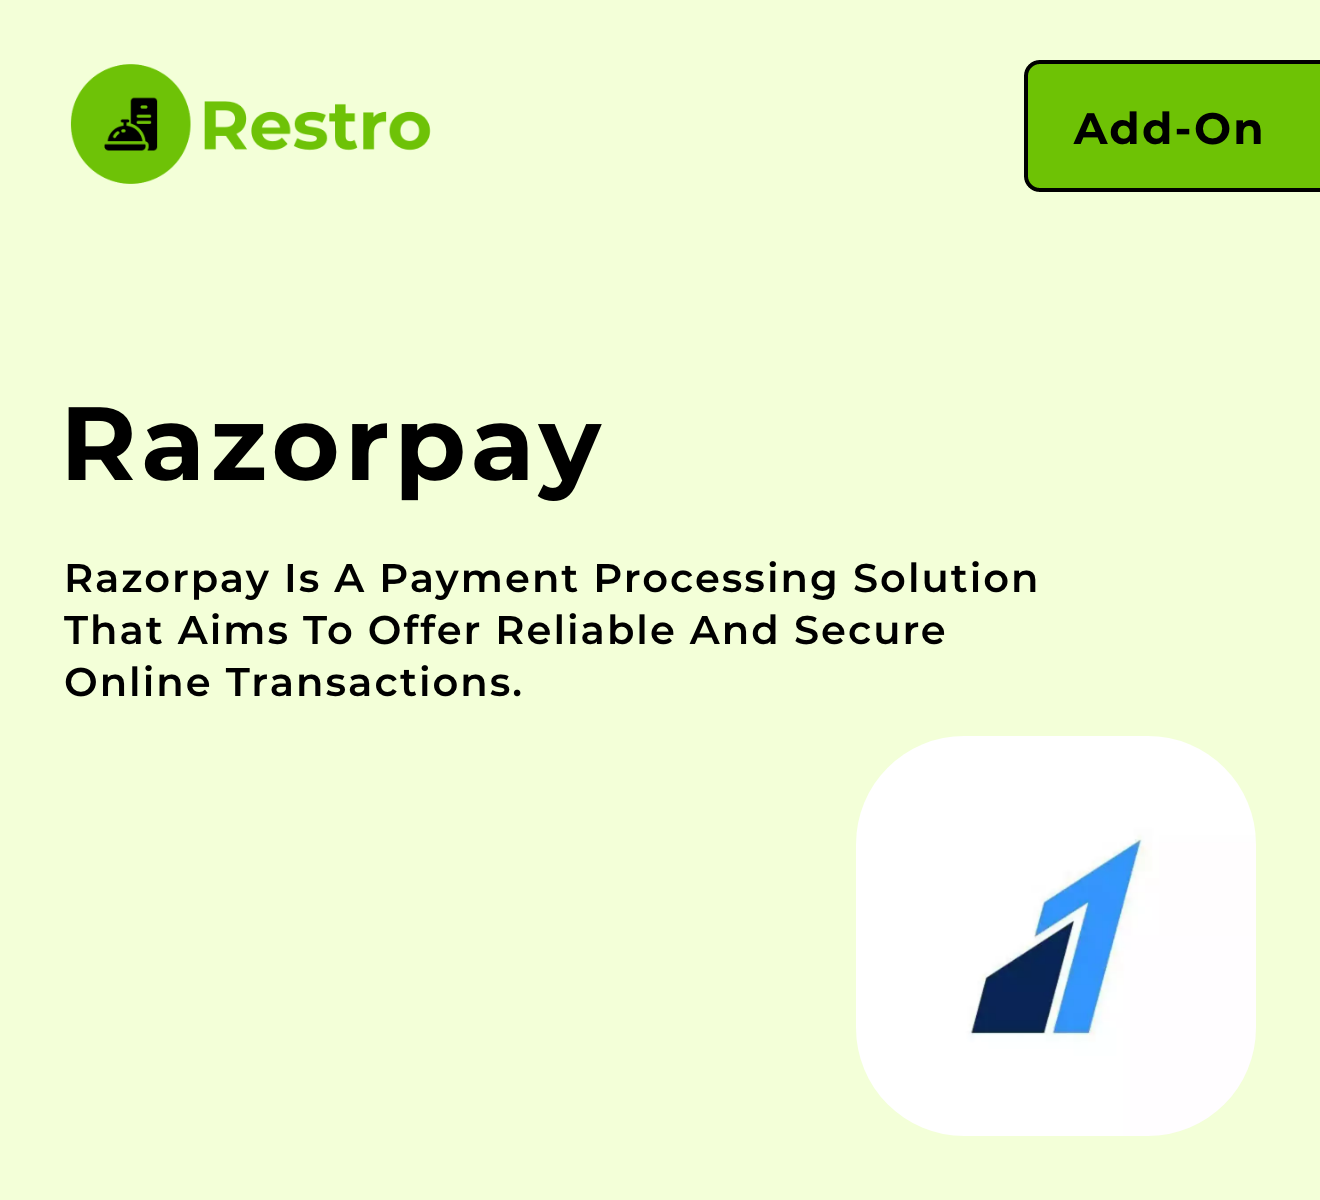 Restro
Add-On
Razorpay
Razorpay Is A Payment Processing Solution
That Aims To Offer Reliable And Secure
Online Transactions.